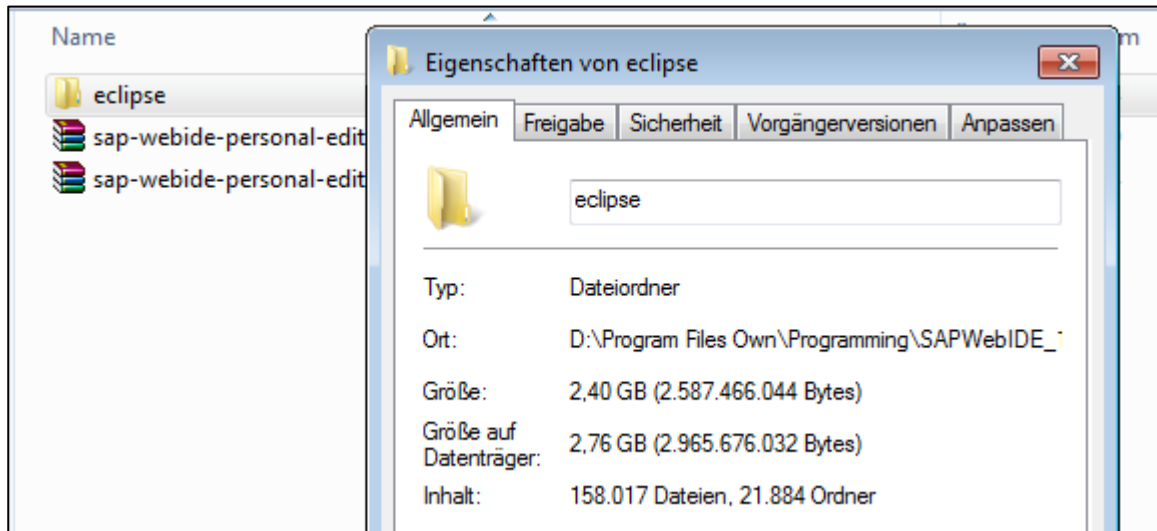 Name
eclipse
sap-webide-personal-edit
sap-webide-personal-edit
m
Eigenschaften von eclipse
Allgemein Freigabe Sicherheit Vorgängerversionen Anpassen
eclipse
Typ: Dateiordner
Ort: D:\Program Files Own\Programming\SAPWebIDE_
Größe: 2,40 GB (2.587.466.044 Bytes)
Größe auf
Datenträger: 2,76 GB (2.965.676.032 Bytes)
Inhalt: 158.017 Dateien, 21.884 Ordner